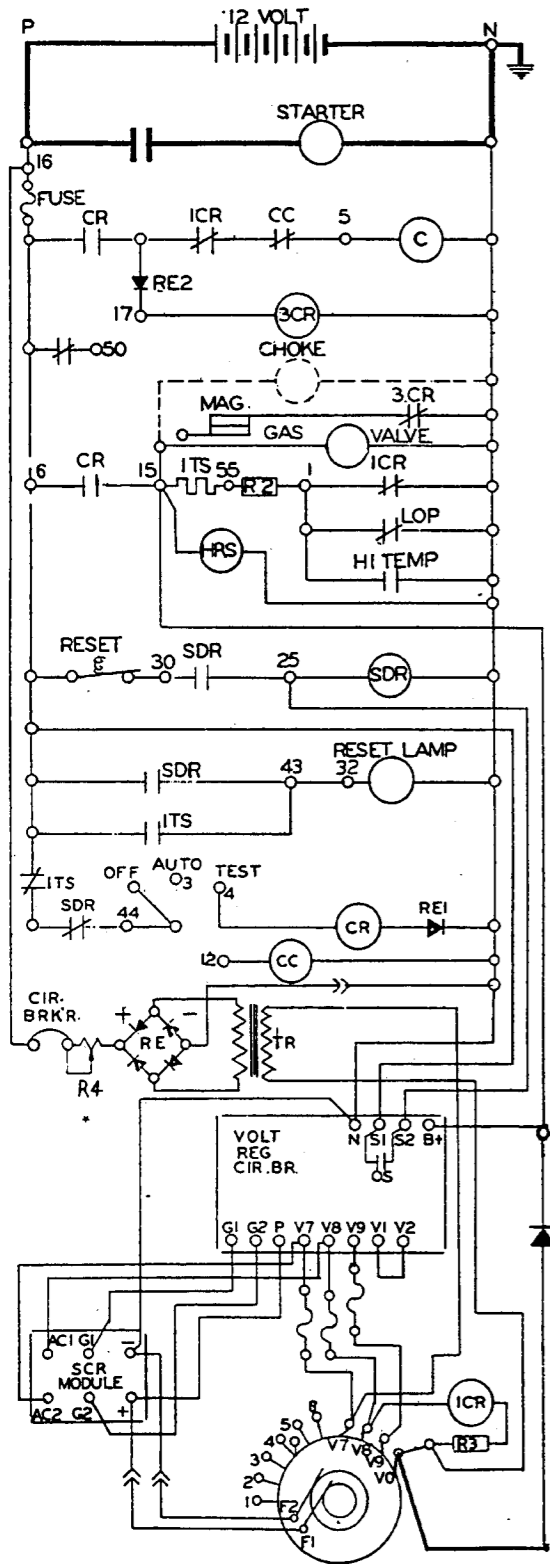 12 VOLT
P
N
STARTER
16
FUSE
CR
1CR
CC
5
C
RE2
17
3CR
50
CHOKE
MAG.
3CR
GAS
VALVE
6
CR
15
ITS
55
R2
1
1CR
LOP
HRS
HI TEMP
RESET
30
SDR
25
SDR
RESET LAMP
SDR
43
32
ITS
ITS
OFF
AUTO
3
TEST
4
SDR
44
CR
RE1
12
CC
CIR.
BRK'R.
+
-
RE
TR
R4
*
VOLT
REG
CIR.BR.
N
S1
S2
B+
S
G1
G2
P
V7
V8
V9
V1
V2
AC1
G1
-
SCR
MODULE
AC2
G2
+
1
2
3
4
5
6
V7
V8
V9
V0
1CR
R3
F2
F1